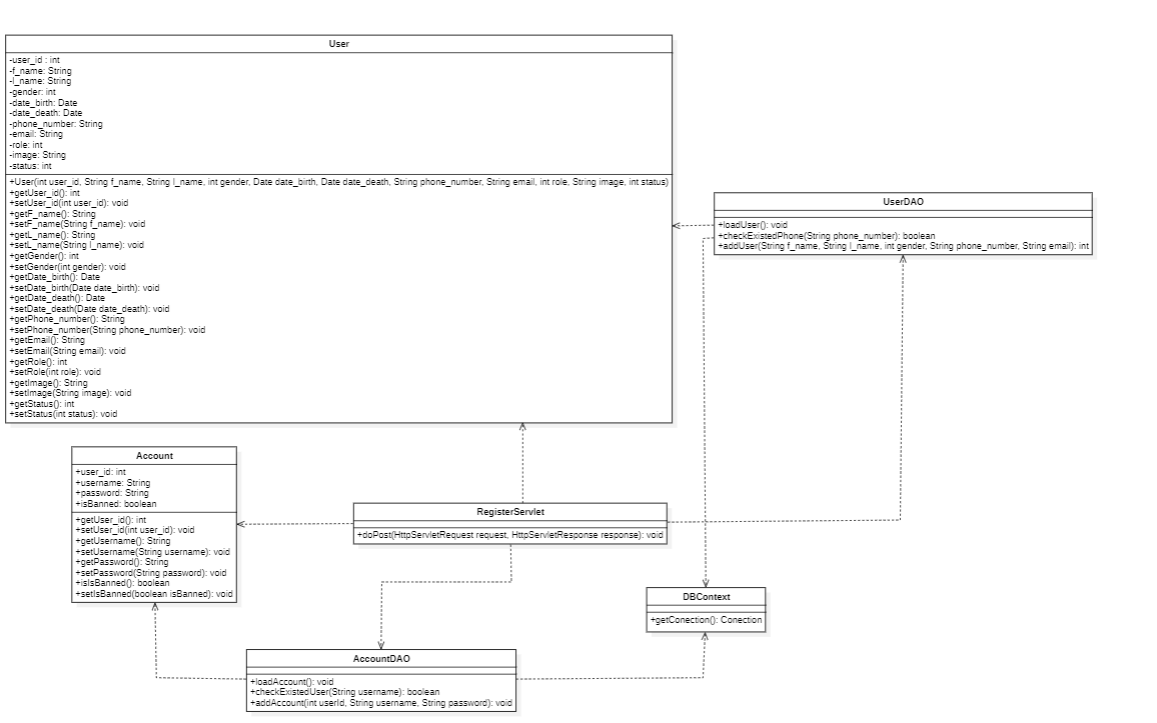 User
-user_id : int
-f_name: String
-l_name: String
-gender: int
-date_birth: Date
-date_death: Date
-phone_number: String
-email: String
-role: int
-image: String
-status: int
+User(int user_id, String f_name, String l_name, int gender, Date date_birth, Date date_death, String phone_number, String email, int role, String image, int status)
+getUser_id(): int
+setUser_id(int user_id): void
+getF_name(): String
+setF_name(String f_name): void
+getL_name(): String
+setL_name(String l_name): void
+getGender(): int
+setGender(int gender): void
+getDate_birth(): Date
+setDate_birth(Date date_birth): void
+getDate_death(): Date
+setDate_death(Date date_death): void
+getPhone_number(): String
+setPhone_number(String phone_number): void
+getEmail(): String
+setEmail(String email): void
+getRole(): int
+setRole(int role): void
+getImage(): String
+setImage(String image): void
+getStatus(): int
+setStatus(int status): void
UserDAO
+loadUser(): void
+checkExistedPhone(String phone_number): boolean
+addUser(String f_name, String l_name, int gender, String phone_number, String email): int
Account
+user_id: int
+username: String
+password: String
+isBanned: boolean
+getUser_id(): int
+setUser_id(int user_id): void
+getUsername(): String
+setUsername(String username): void
+getPassword(): String
+setPassword(String password): void
+isIsBanned(): boolean
+setIsBanned(boolean isBanned): void
RegisterServlet
+doPost(HttpServletRequest request, HttpServletResponse response): void
DBContext
+getConection(): Conection
AccountDAO
+loadAccount(): void
+checkExistedUser(String username): boolean
+addAccount(int userId, String username, String password): void